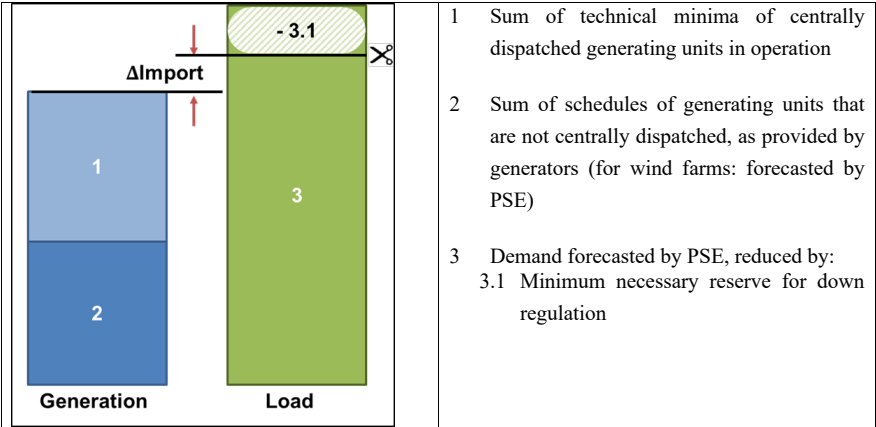 - 3.1
ΔImport
1
3
2
Generation Load
1 Sum of technical minima of centrally
dispatched generating units in operation
2 Sum of schedules of generating units that
are not centrally dispatched, as provided by
generators (for wind farms: forecasted by
PSE)
3 Demand forecasted by PSE, reduced by:
3.1 Minimum necessary reserve for down
regulation